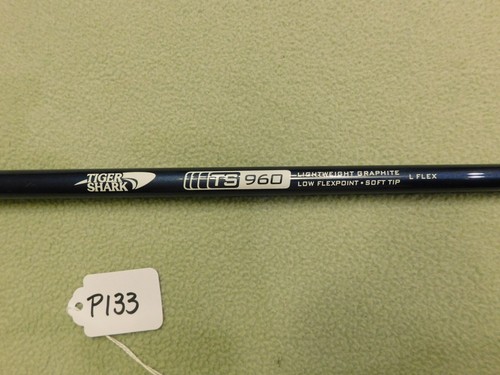 TIGER
SHARK
TS 960
LIGHTWEIGHT GRAPHITE
LOW FLEXPOINT • SOFT TIP
L FLEX
P133